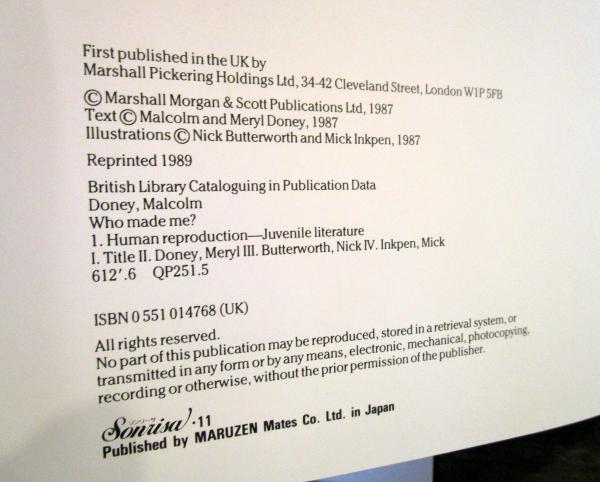 First published in the UK by
Marshall Pickering Holdings Ltd, 34-42 Cleveland Street, London W1P 5FB
© Marshall Morgan & Scott Publications Ltd, 1987
Text © Malcolm and Meryl Doney, 1987
Illustrations © Nick Butterworth and Mick Inkpen, 1987
Reprinted 1989
British Library Cataloguing in Publication Data
Doney, Malcolm
Who made me?
1. Human reproduction—Juvenile literature
I. Title II. Doney, Meryl III. Butterworth, Nick IV. Inkpen, Mick
612'.6 QP251.5
ISBN 0 551 014768 (UK)
All rights reserved.
No part of this publication may be reproduced, stored in a retrieval system, or
transmitted in any form or by any means, electronic, mechanical, photocopying,
recording or otherwise, without the prior permission of the publisher.
Sonrisa · 11
Published by MARUZEN Mates Co. Ltd. in Japan